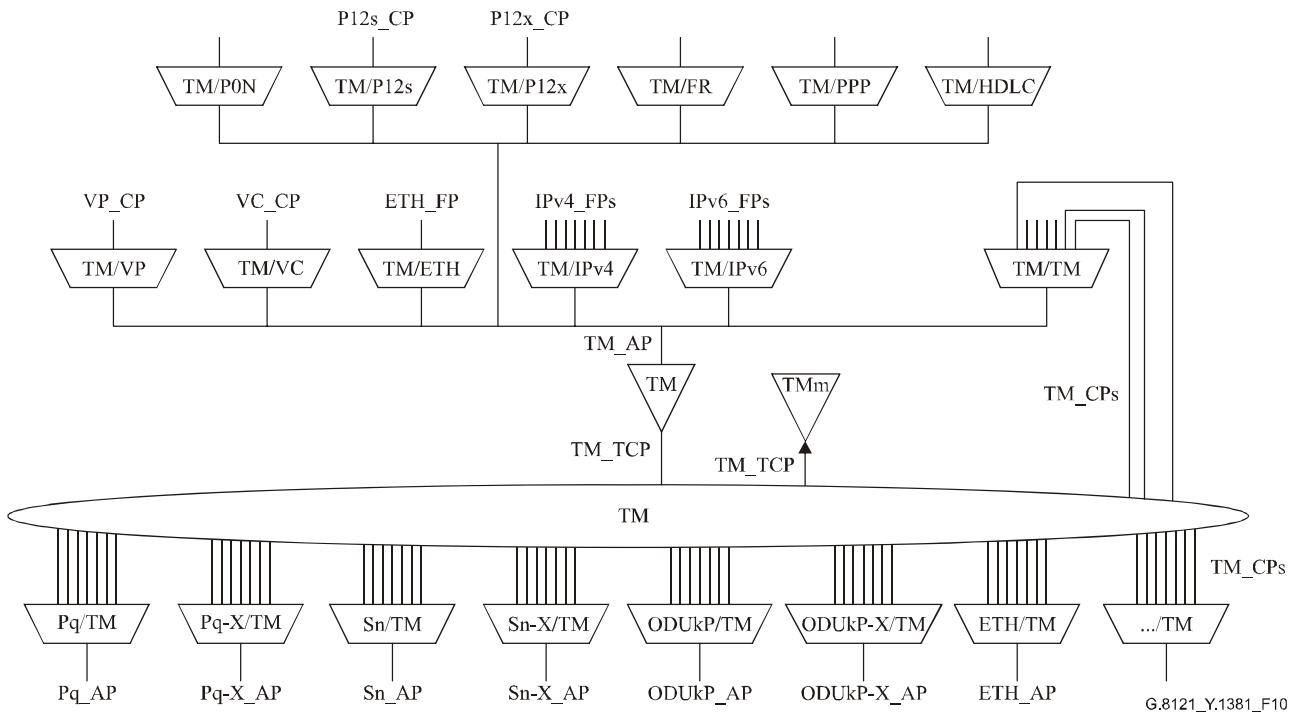 P12s_CP
P12x_CP
TM/P0N
TM/P12s
TM/P12x
TM/FR
TM/PPP
TM/HDLC
VP_CP
VC_CP
ETH_FP
IPv4_FPs
IPv6_FPs
TM/VP
TM/VC
TM/ETH
TM/IPv4
TM/IPv6
TM/TM
TM_AP
TM
TMm
TM_CPs
TM_TCP
TM_TCP
TM
TM_CPs
Pq/TM
Pq-X/TM
Sn/TM
Sn-X/TM
ODUkP/TM
ODUkP-X/TM
ETH/TM
.../TM
Pq_AP
Pq-X_AP
Sn_AP
Sn-X_AP
ODUkP_AP
ODUkP-X_AP
ETH_AP
G.8121_Y.1381_F10